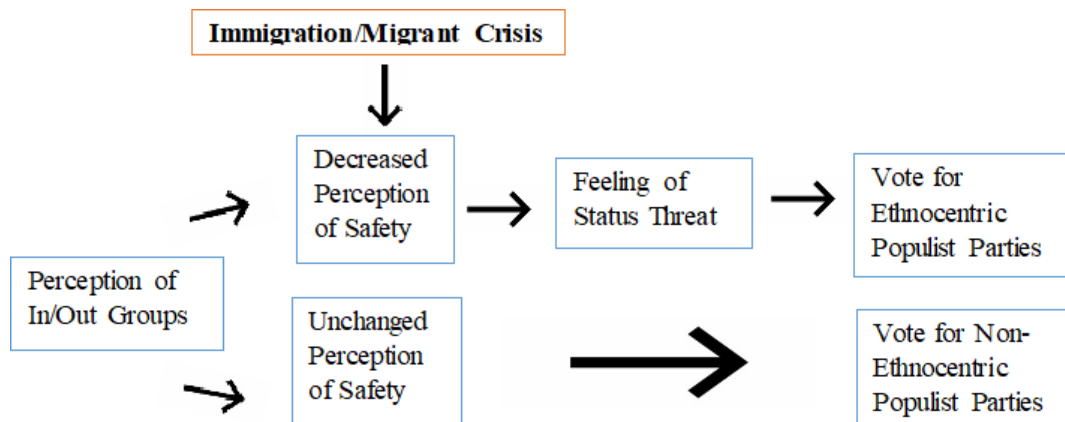 Immigration/Migrant Crisis
Decreased
Perception
of Safety
Feeling of
Status Threat
Vote for
Ethnocentric
Populist Parties
Perception of
In/Out Groups
Unchanged
Perception
of Safety
Vote for Non-
Ethnocentric
Populist Parties